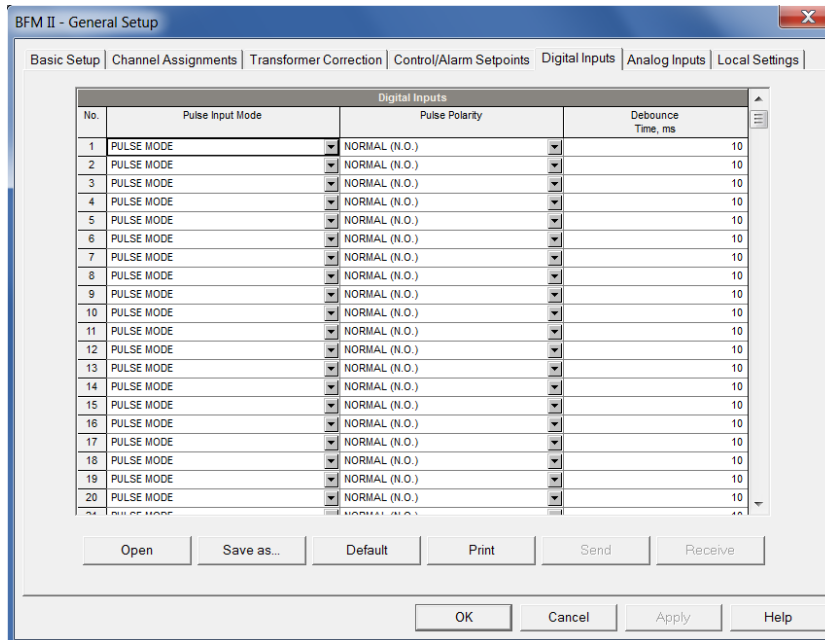 BFM II - General Setup
Basic Setup Channel Assignments Transformer Correction Control/Alarm Setpoints Digital Inputs Analog Inputs Local Settings
Digital Inputs
No. Pulse Input Mode Pulse Polarity Debounce
Time, ms
1 PULSE MODE NORMAL (N.O.) 10
2 PULSE MODE NORMAL (N.O.) 10
3 PULSE MODE NORMAL (N.O.) 10
4 PULSE MODE NORMAL (N.O.) 10
5 PULSE MODE NORMAL (N.O.) 10
6 PULSE MODE NORMAL (N.O.) 10
7 PULSE MODE NORMAL (N.O.) 10
8 PULSE MODE NORMAL (N.O.) 10
9 PULSE MODE NORMAL (N.O.) 10
10 PULSE MODE NORMAL (N.O.) 10
11 PULSE MODE NORMAL (N.O.) 10
12 PULSE MODE NORMAL (N.O.) 10
13 PULSE MODE NORMAL (N.O.) 10
14 PULSE MODE NORMAL (N.O.) 10
15 PULSE MODE NORMAL (N.O.) 10
16 PULSE MODE NORMAL (N.O.) 10
17 PULSE MODE NORMAL (N.O.) 10
18 PULSE MODE NORMAL (N.O.) 10
19 PULSE MODE NORMAL (N.O.) 10
20 PULSE MODE NORMAL (N.O.) 10
Open Save as... Default Print Send Receive
OK Cancel Apply Help